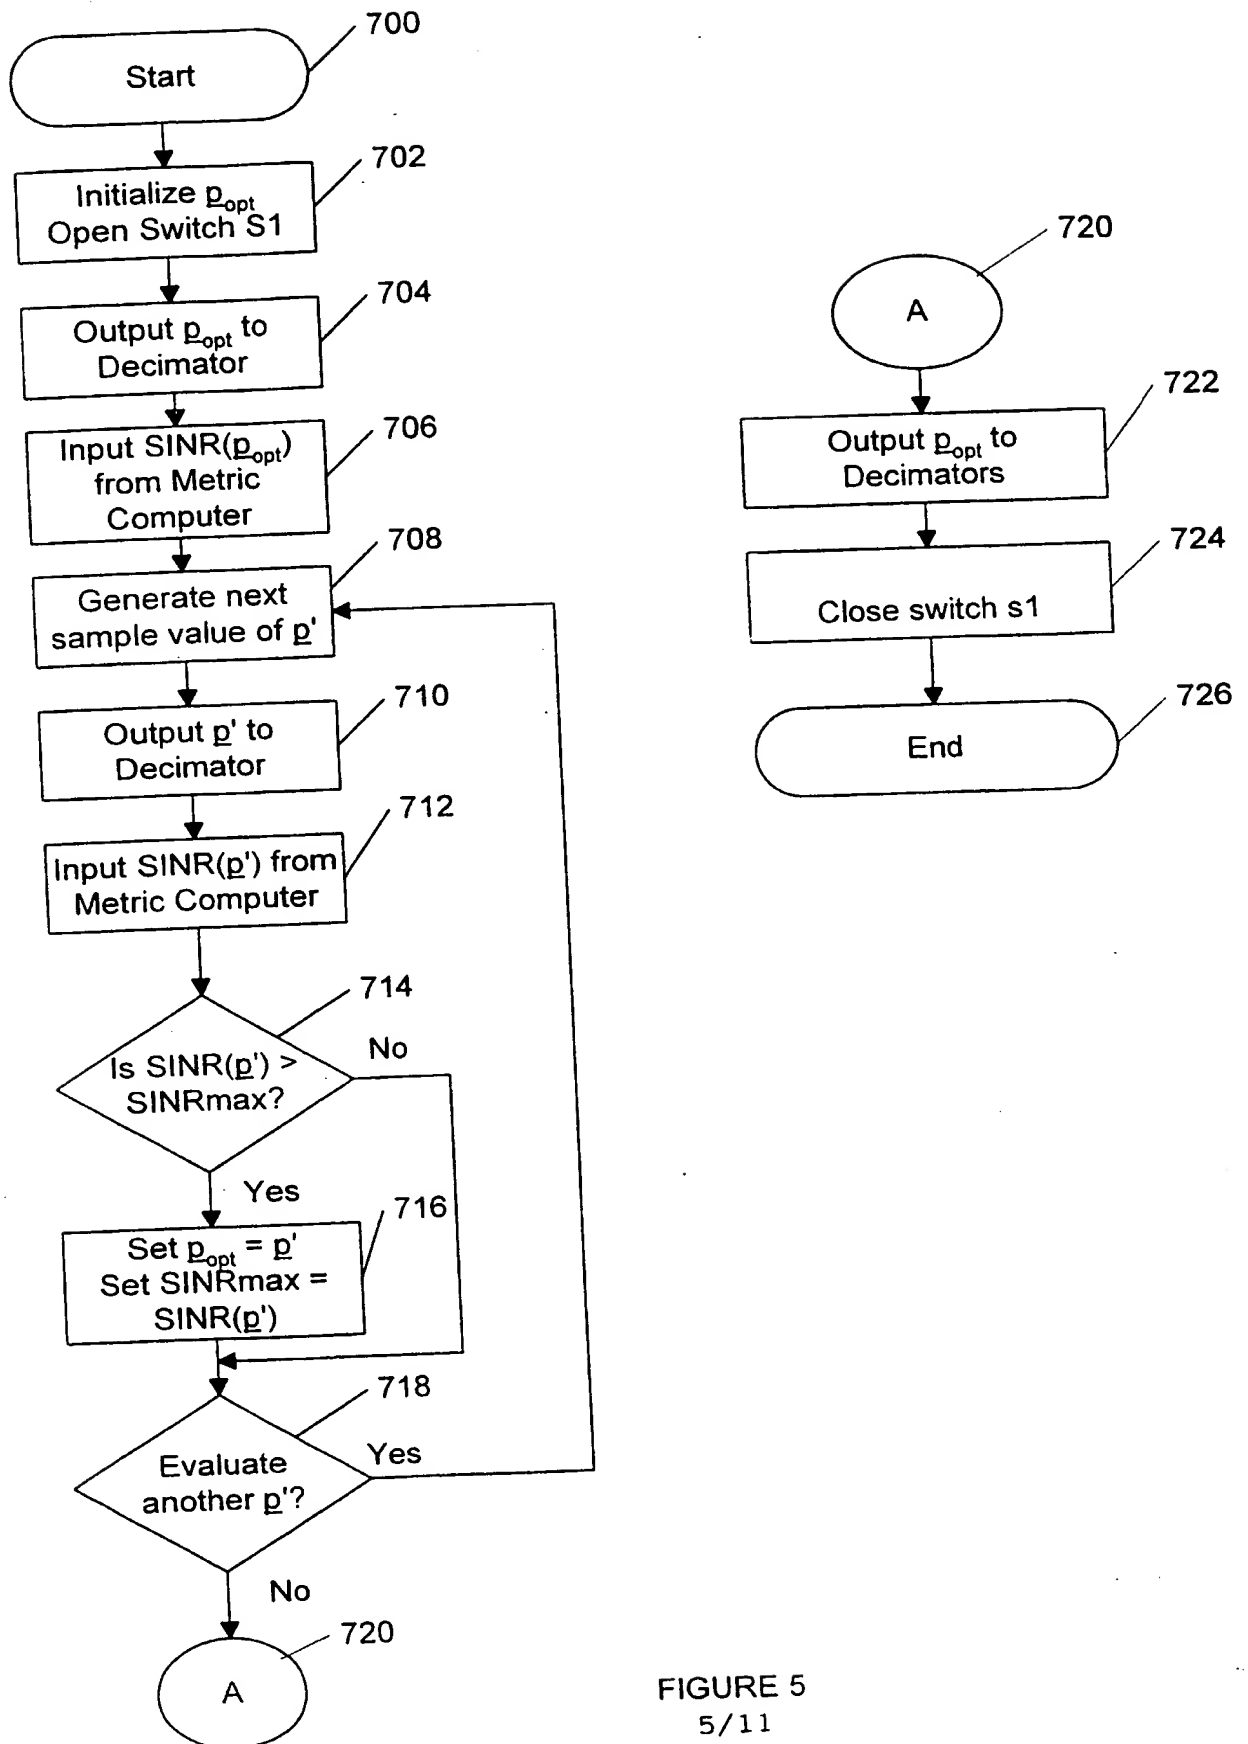 700
Start
702
Initialize p_opt
Open Switch S1
704
Output p_opt to
Decimator
706
Input SINR(p_opt)
from Metric
Computer
708
Generate next
sample value of p'
710
Output p' to
Decimator
712
Input SINR(p') from
Metric Computer
714
Is SINR(p') >
SINRmax?
No
Yes
716
Set p_opt = p'
Set SINRmax =
SINR(p')
718
Evaluate
another p'?
Yes
No
720
A
720
A
722
Output p_opt to
Decimators
724
Close switch s1
726
End
FIGURE 5
5/11